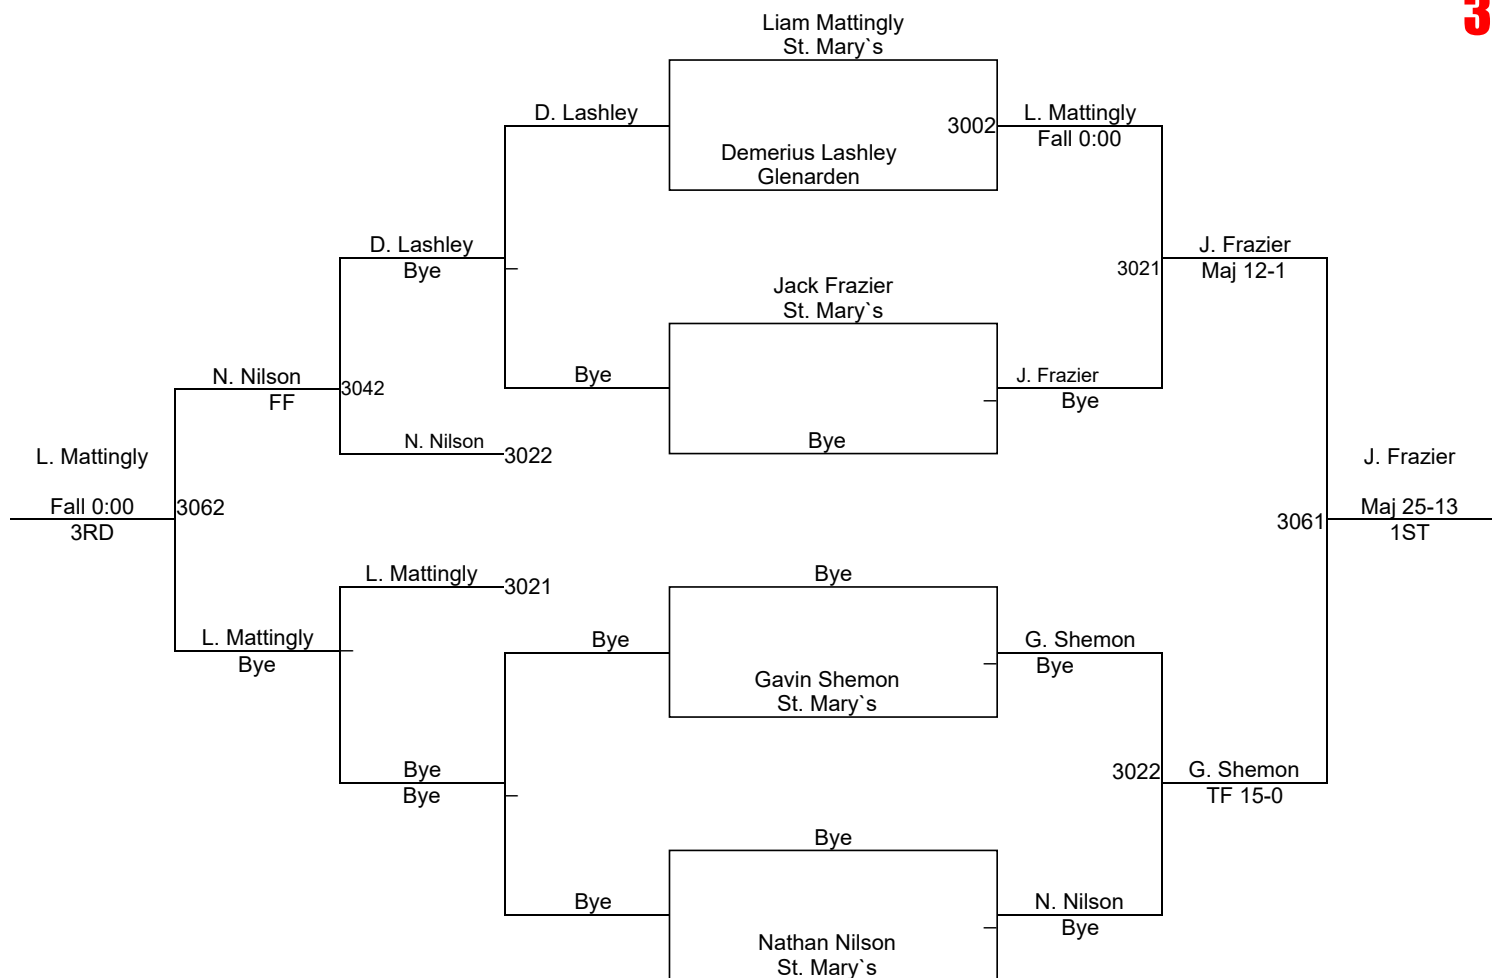 3
Liam Mattingly
St. Mary`s
D. Lashley
3002
L. Mattingly
Fall 0:00
Demerius Lashley
Glenarden
D. Lashley
Bye
3021
J. Frazier
Maj 12-1
Jack Frazier
St. Mary`s
N. Nilson
FF
3042
Bye
J. Frazier
Bye
N. Nilson
3022
Bye
L. Mattingly
Fall 0:00
3RD
3062
J. Frazier
Maj 25-13
1ST
3061
L. Mattingly
3021
Bye
L. Mattingly
Bye
Bye
G. Shemon
Bye
Gavin Shemon
St. Mary`s
Bye
Bye
3022
G. Shemon
TF 15-0
Bye
Bye
N. Nilson
Bye
Nathan Nilson
St. Mary`s